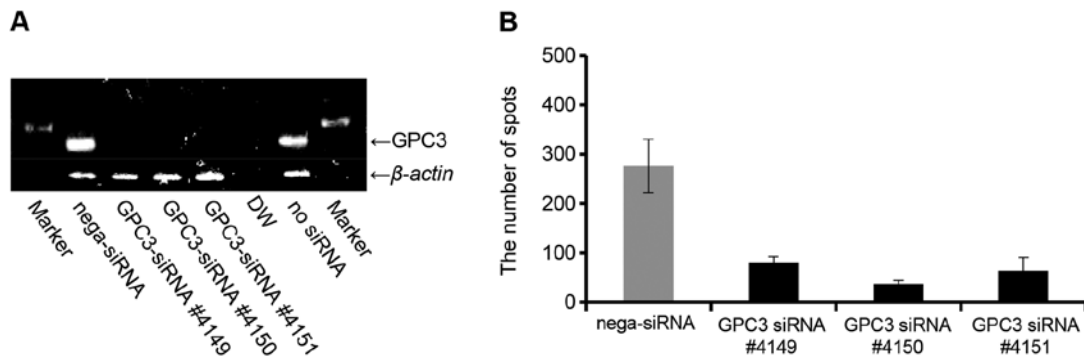 A
←GPC3
←β-actin
Marker
nega-siRNA
GPC3-siRNA #4149
GPC3-siRNA #4150
GPC3-siRNA #4151
DW
no siRNA
Marker
B
The number of spots
500
400
300
200
100
0
nega-siRNA
GPC3 siRNA
#4149
GPC3 siRNA
#4150
GPC3 siRNA
#4151